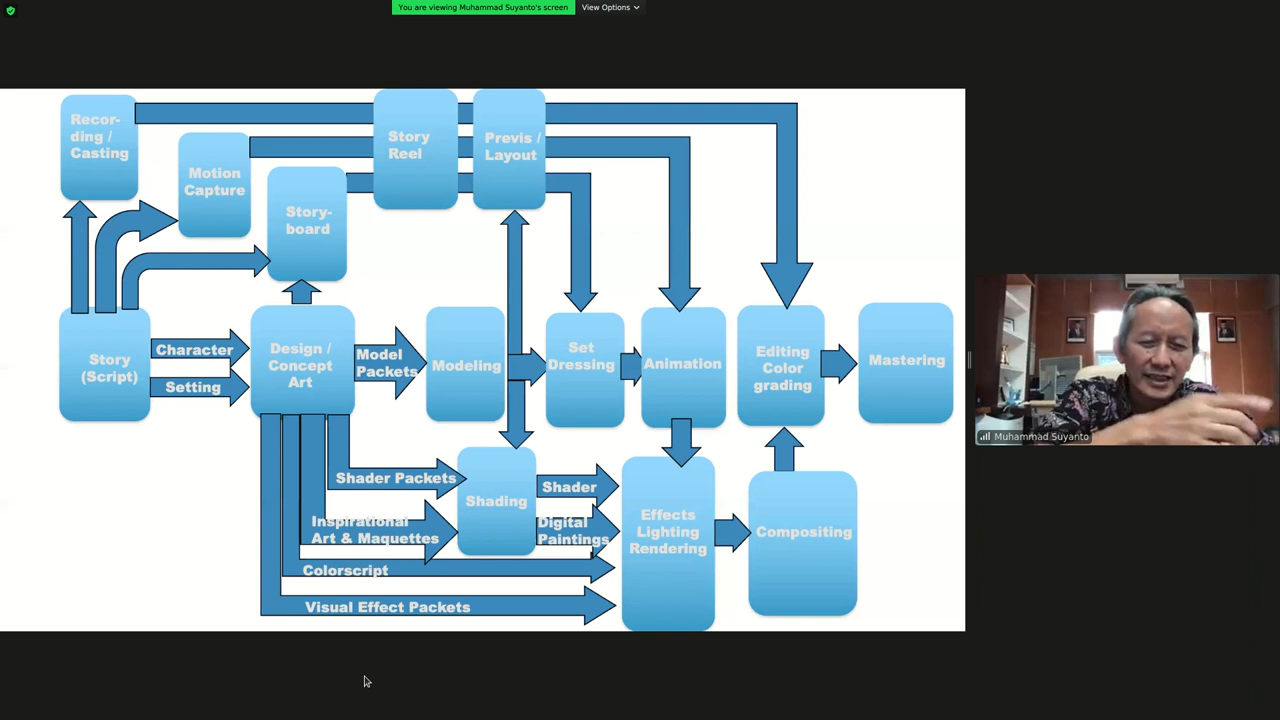 You are viewing Muhammad Suyanto's screen
View Options
Recor-
ding /
Casting
Motion
Capture
Story-
board
Story
Reel
Previs /
Layout
Story
(Script)
Character
Setting
Design /
Concept
Art
Model
Packets
Modeling
Set
Dressing
Animation
Editing
Color
grading
Mastering
Shader Packets
Inspirational
Art & Maquettes
Colorscript
Visual Effect Packets
Shading
Shader
Digital
Paintings
Effects
Lighting
Rendering
Compositing
Muhammad Suyanto